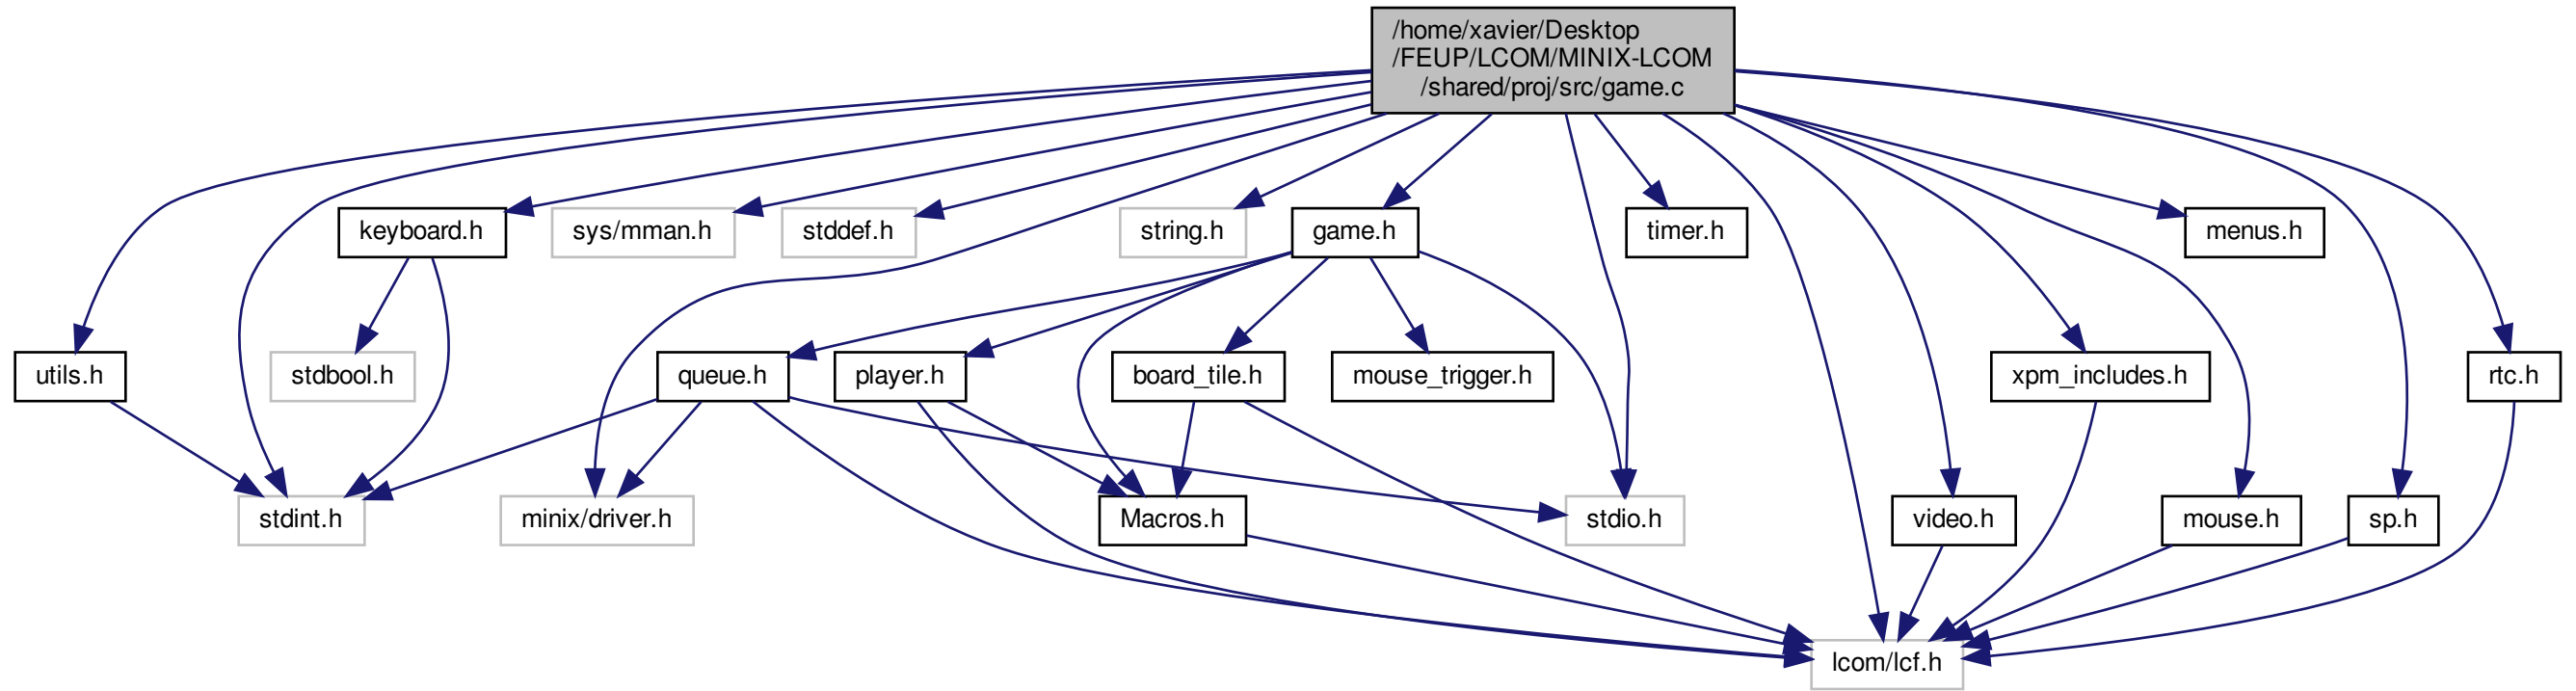 /home/xavier/Desktop
/FEUP/LCOM/MINIX-LCOM
/shared/proj/src/game.c
keyboard.h
sys/mman.h
stddef.h
string.h
game.h
timer.h
menus.h
utils.h
stdbool.h
queue.h
player.h
board_tile.h
mouse_trigger.h
xpm_includes.h
rtc.h
stdint.h
minix/driver.h
Macros.h
stdio.h
video.h
mouse.h
sp.h
lcom/lcf.h